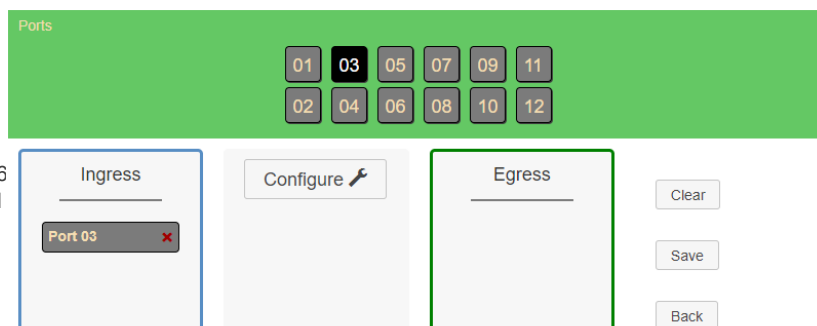 Ports
01 03 05 07 09 11
02 04 06 08 10 12
Ingress
Configure
Egress
Port 03
Clear
Save
Back